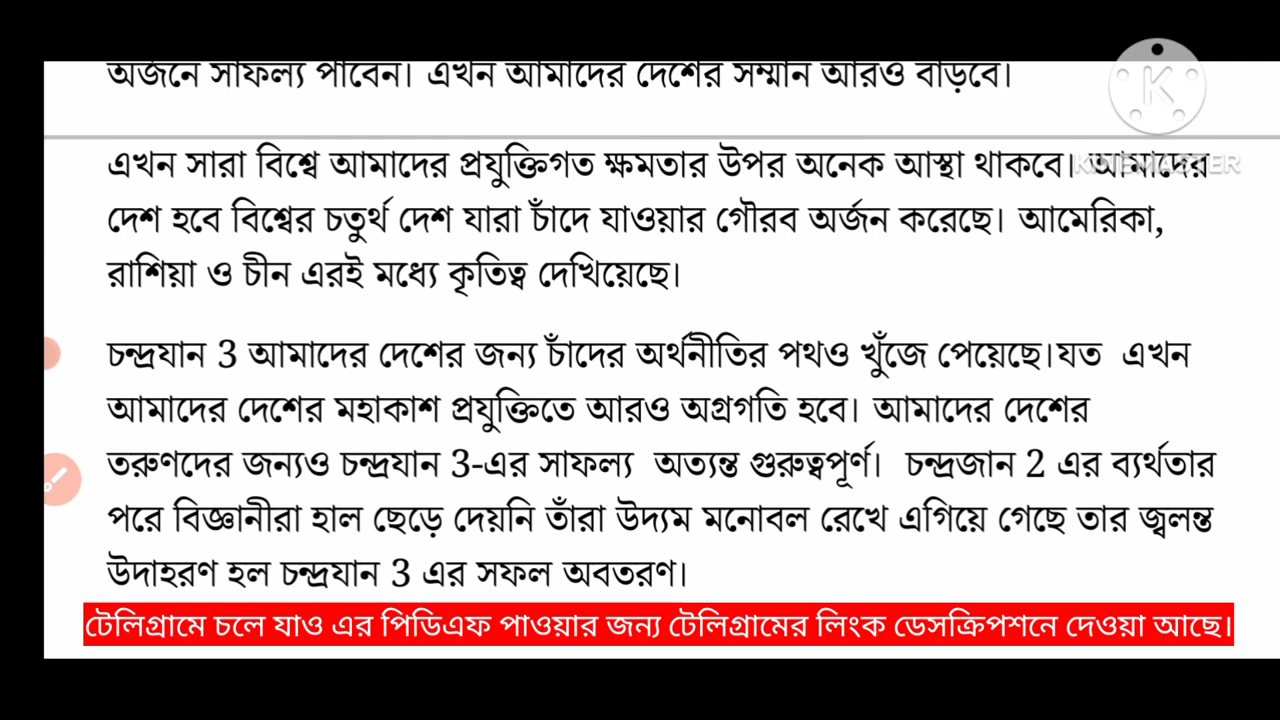 অর্জনে সাফল্য পাবেন। এখন আমাদের দেশের সম্মান আরও বাড়বে।
এখন সারা বিশ্বে আমাদের প্রযুক্তিগত ক্ষমতার উপর অনেক আস্থা থাকবে। আমাদের
দেশ হবে বিশ্বের চতুর্থ দেশ যারা চাঁদে যাওয়ার গৌরব অর্জন করেছে। আমেরিকা,
রাশিয়া ও চীন এরই মধ্যে কৃতিত্ব দেখিয়েছে।
চন্দ্রযান 3 আমাদের দেশের জন্য চাঁদের অর্থনীতির পথও খুঁজে পেয়েছে।যত এখন
আমাদের দেশের মহাকাশ প্রযুক্তিতে আরও অগ্রগতি হবে। আমাদের দেশের
তরুণদের জন্যও চন্দ্রযান 3-এর সাফল্য অত্যন্ত গুরুত্বপূর্ণ। চন্দ্রজান 2 এর ব্যর্থতার
পরে বিজ্ঞানীরা হাল ছেড়ে দেয়নি তাঁরা উদ্যম মনোবল রেখে এগিয়ে গেছে তার জ্বলন্ত
উদাহরণ হল চন্দ্রযান 3 এর সফল অবতরণ।
টেলিগ্রামে চলে যাও এর পিডিএফ পাওয়ার জন্য টেলিগ্রামের লিংক ডেসক্রিপশনে দেওয়া আছে।
K
KINEMASTER